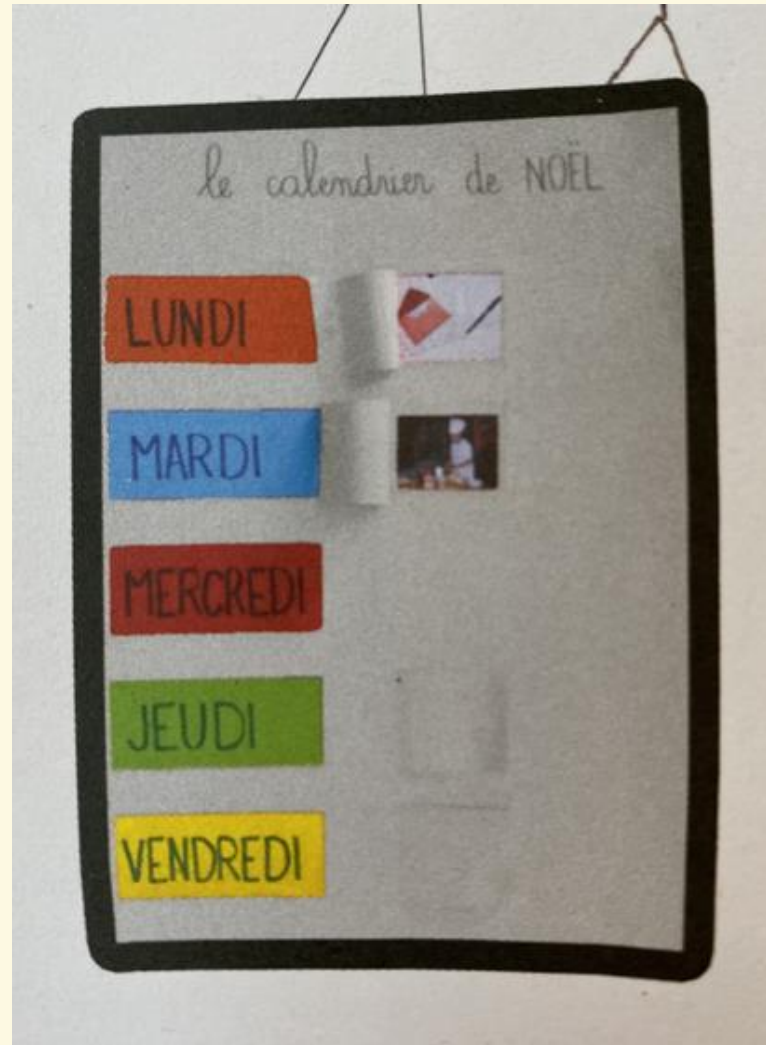 le calendrier de NOËL
LUNDI
MARDI
MERCREDI
JEUDI
VENDREDI